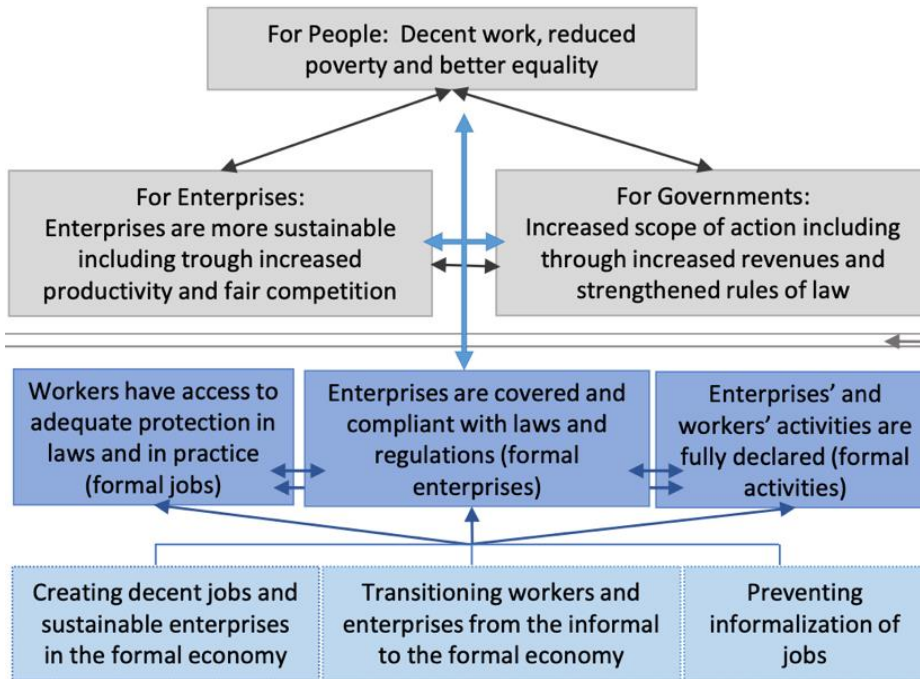 For People:  Decent work, reduced
poverty and better equality
For Enterprises:
Enterprises are more sustainable
including trough increased
productivity and fair competition
For Governments:
Increased scope of action including
through increased revenues and
strengthened rules of law
Workers have access to
adequate protection in
laws and in practice
(formal jobs)
Enterprises are covered and
compliant with laws and
regulations (formal
enterprises)
Enterprises’ and
workers’ activities are
fully declared (formal
activities)
Creating decent jobs and
sustainable enterprises
in the formal economy
Transitioning workers and
enterprises from the informal
to the formal economy
Preventing
informalization of
jobs